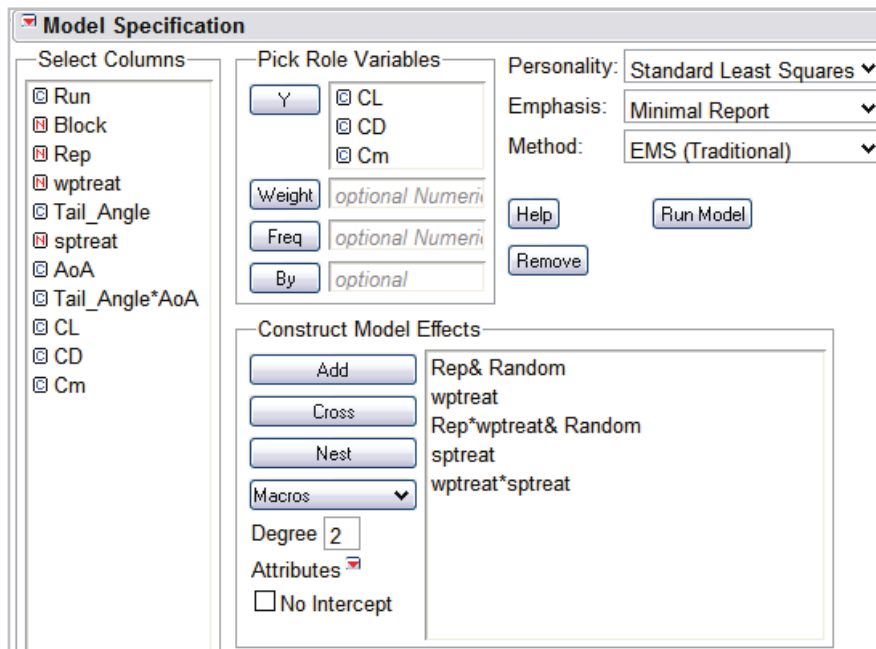 Model Specification
Select Columns
Run
Block
Rep
wptreat
Tail_Angle
sptreat
AoA
Tail_Angle*AoA
CL
CD
Cm
Pick Role Variables
Y
CL
CD
Cm
Weight optional Numeri
Freq optional Numeri
By optional
Personality: Standard Least Squares
Emphasis: Minimal Report
Method: EMS (Traditional)
Help Run Model
Remove
Construct Model Effects
Add
Cross
Nest
Macros
Degree 2
Attributes
No Intercept
Rep& Random
wptreat
Rep*wptreat& Random
sptreat
wptreat*sptreat